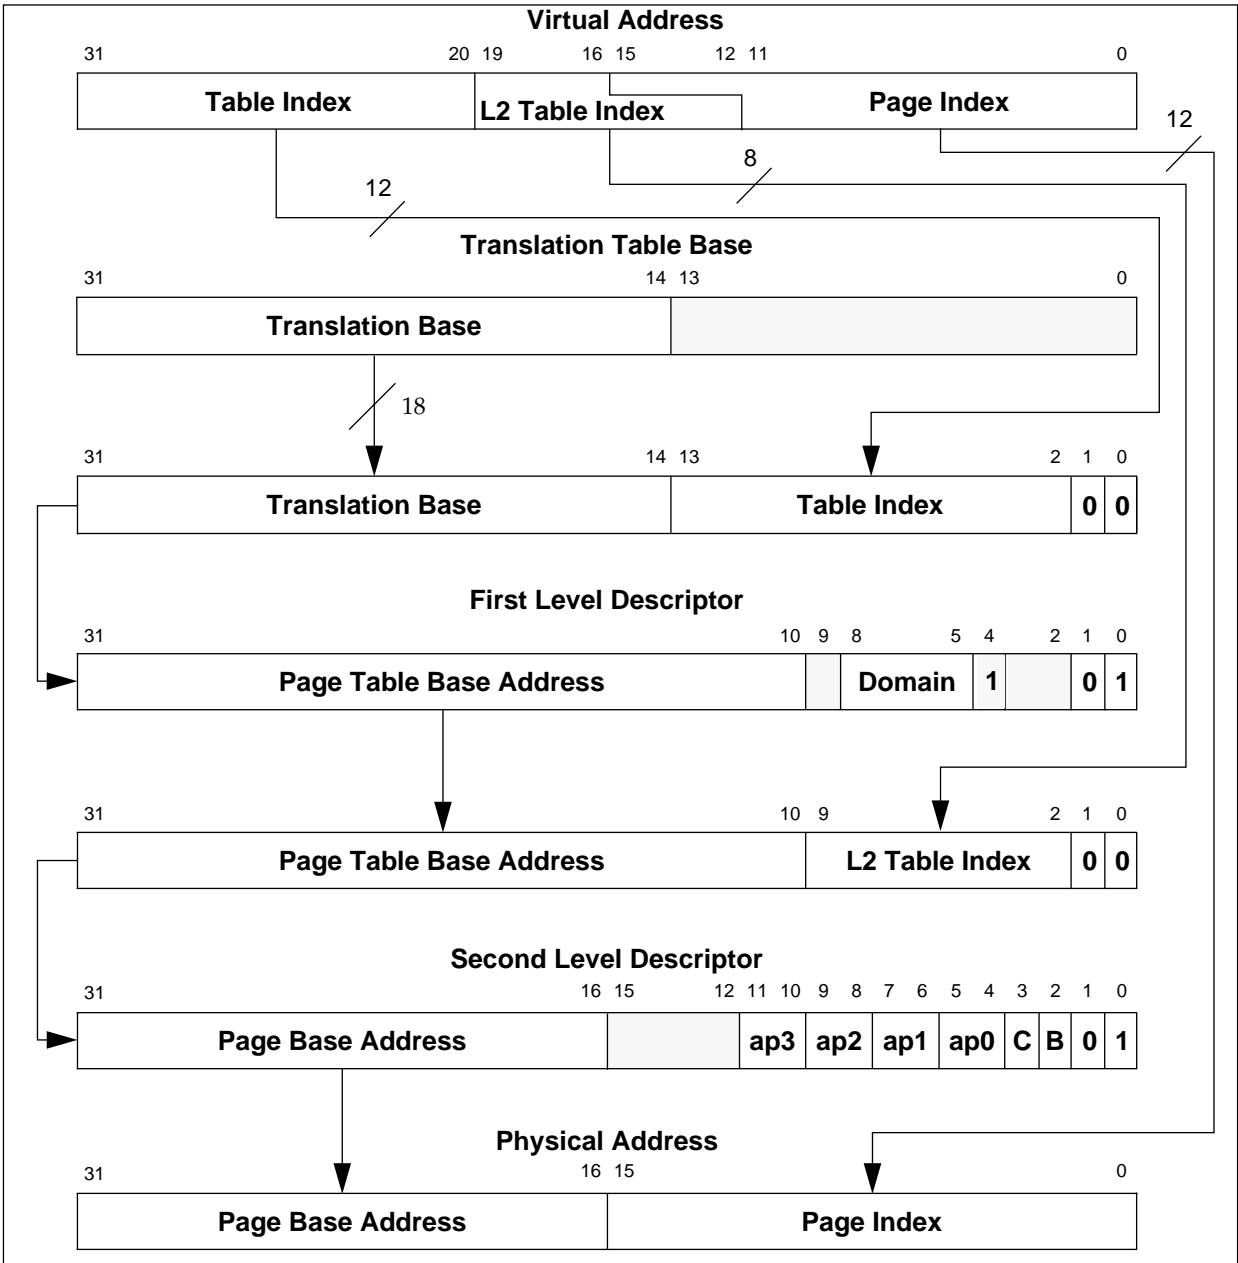 Virtual Address
31 20 19 16 15 12 11 0
Table Index L2 Table Index Page Index
12
8
12
Translation Table Base
31 14 13 0
Translation Base
18
31 14 13 2 1 0
Translation Base Table Index 0 0
First Level Descriptor
31 10 9 8 5 4 2 1 0
Page Table Base Address Domain 1 0 1
31 10 9 2 1 0
Page Table Base Address L2 Table Index 0 0
Second Level Descriptor
31 16 15 12 11 10 9 8 7 6 5 4 3 2 1 0
Page Base Address ap3 ap2 ap1 ap0 C B 0 1
Physical Address
31 16 15 0
Page Base Address Page Index